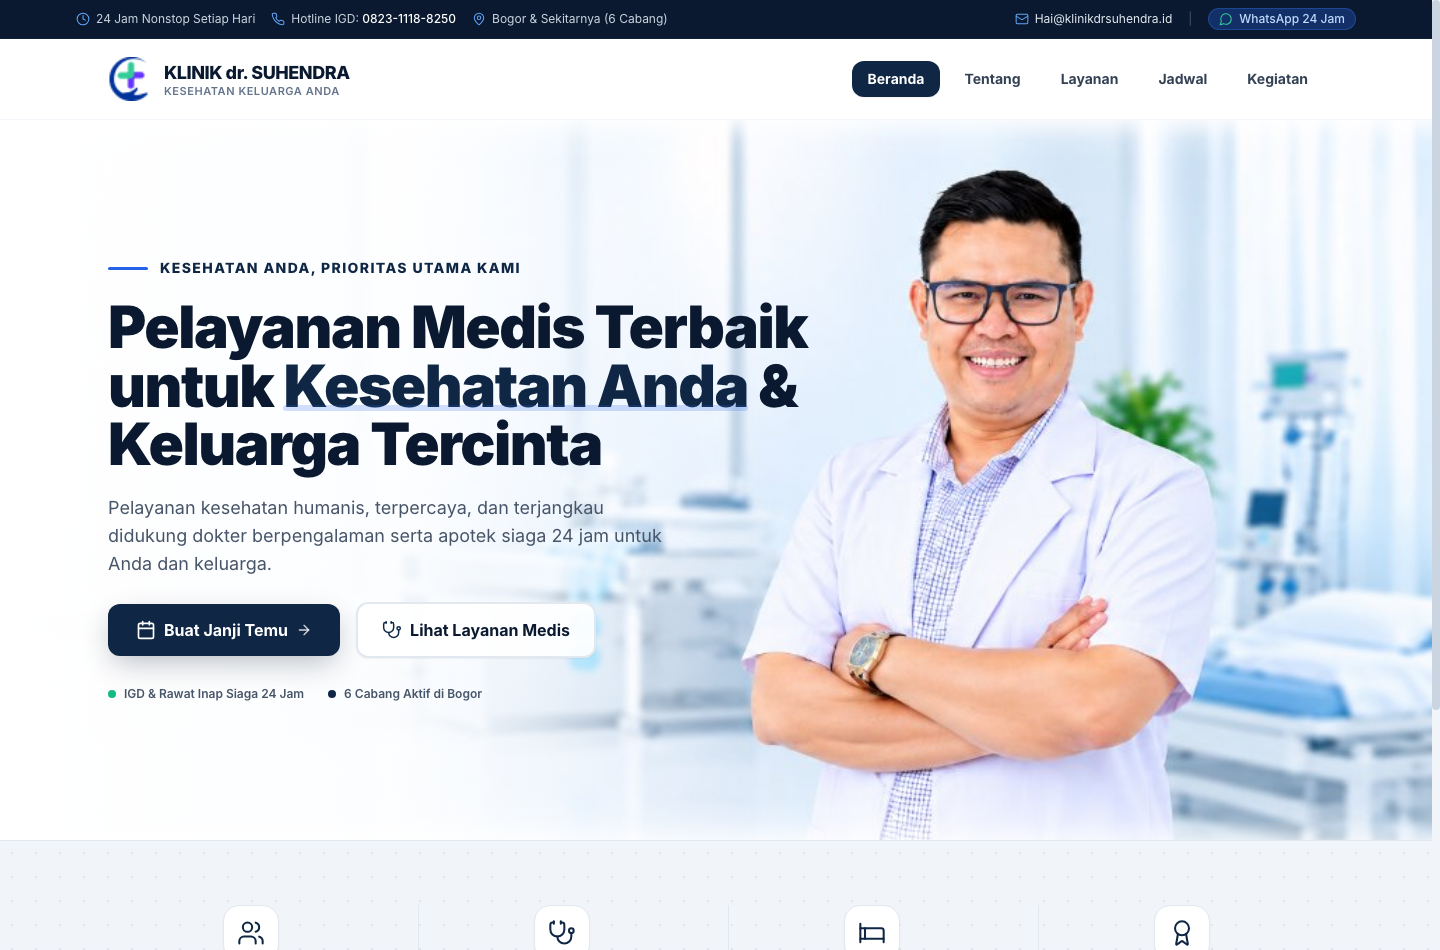 24 Jam Nonstop Setiap Hari
Hotline IGD: 0823-1118-8250
Bogor & Sekitarnya (6 Cabang)
Hai@klinikdrsuhendra.id
WhatsApp 24 Jam
KLINIK dr. SUHENDRA
KESEHATAN KELUARGA ANDA
Beranda
Tentang
Layanan
Jadwal
Kegiatan
KESEHATAN ANDA, PRIORITAS UTAMA KAMI
Pelayanan Medis Terbaik
untuk Kesehatan Anda &
Keluarga Tercinta
Pelayanan kesehatan humanis, terpercaya, dan terjangkau
didukung dokter berpengalaman serta apotek siaga 24 jam untuk
Anda dan keluarga.
Buat Janji Temu
Lihat Layanan Medis
IGD & Rawat Inap Siaga 24 Jam
6 Cabang Aktif di Bogor